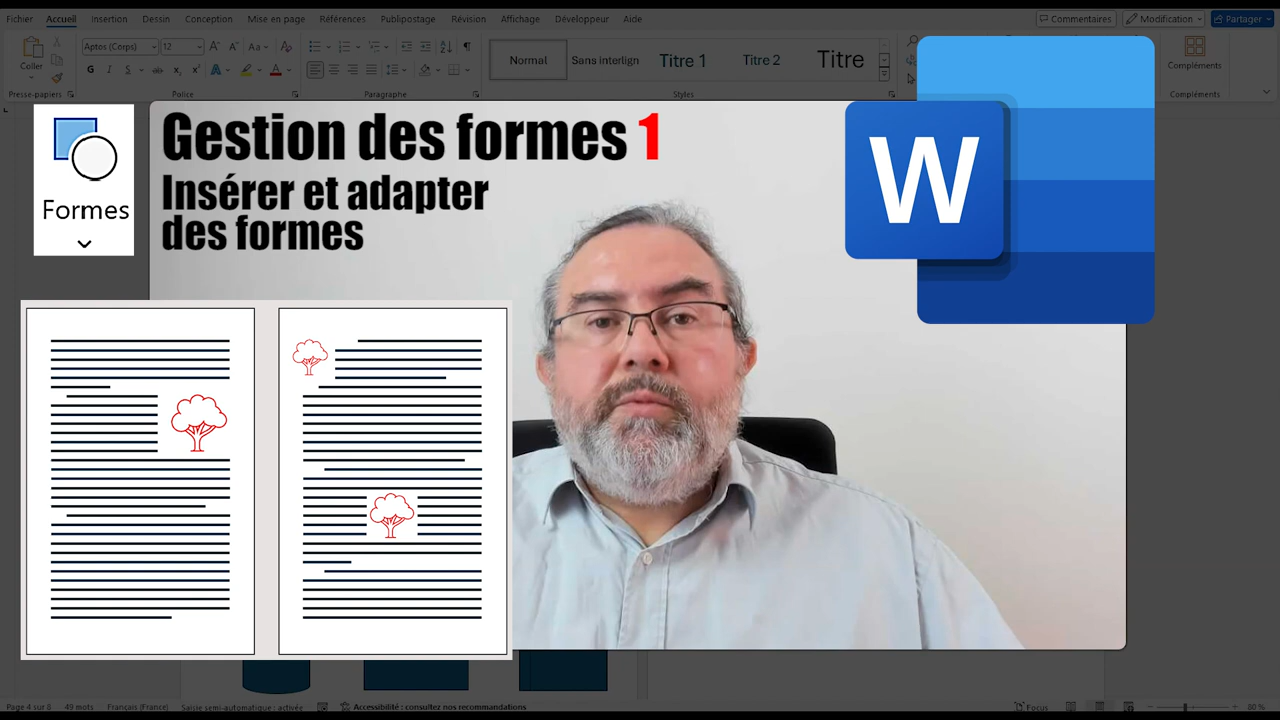 Fichier Accueil Insertion Dessin Conception Mise en page Références Publipostage Révision Affichage Développeur Aide Commentaires Modification Partager
Coller
Aptos (Corps) 12
G I S
Normal Sans interlign Titre 1 Titre 2 Titre
Compléments
Presse-papiers Police Paragraphe Styles Compléments
Formes
Gestion des formes 1
Insérer et adapter
des formes
W
Page 4 sur 8 49 mots Français (France) Saisie semi-automatique : activée Accessibilité : consultez nos recommandations Focus 80 %